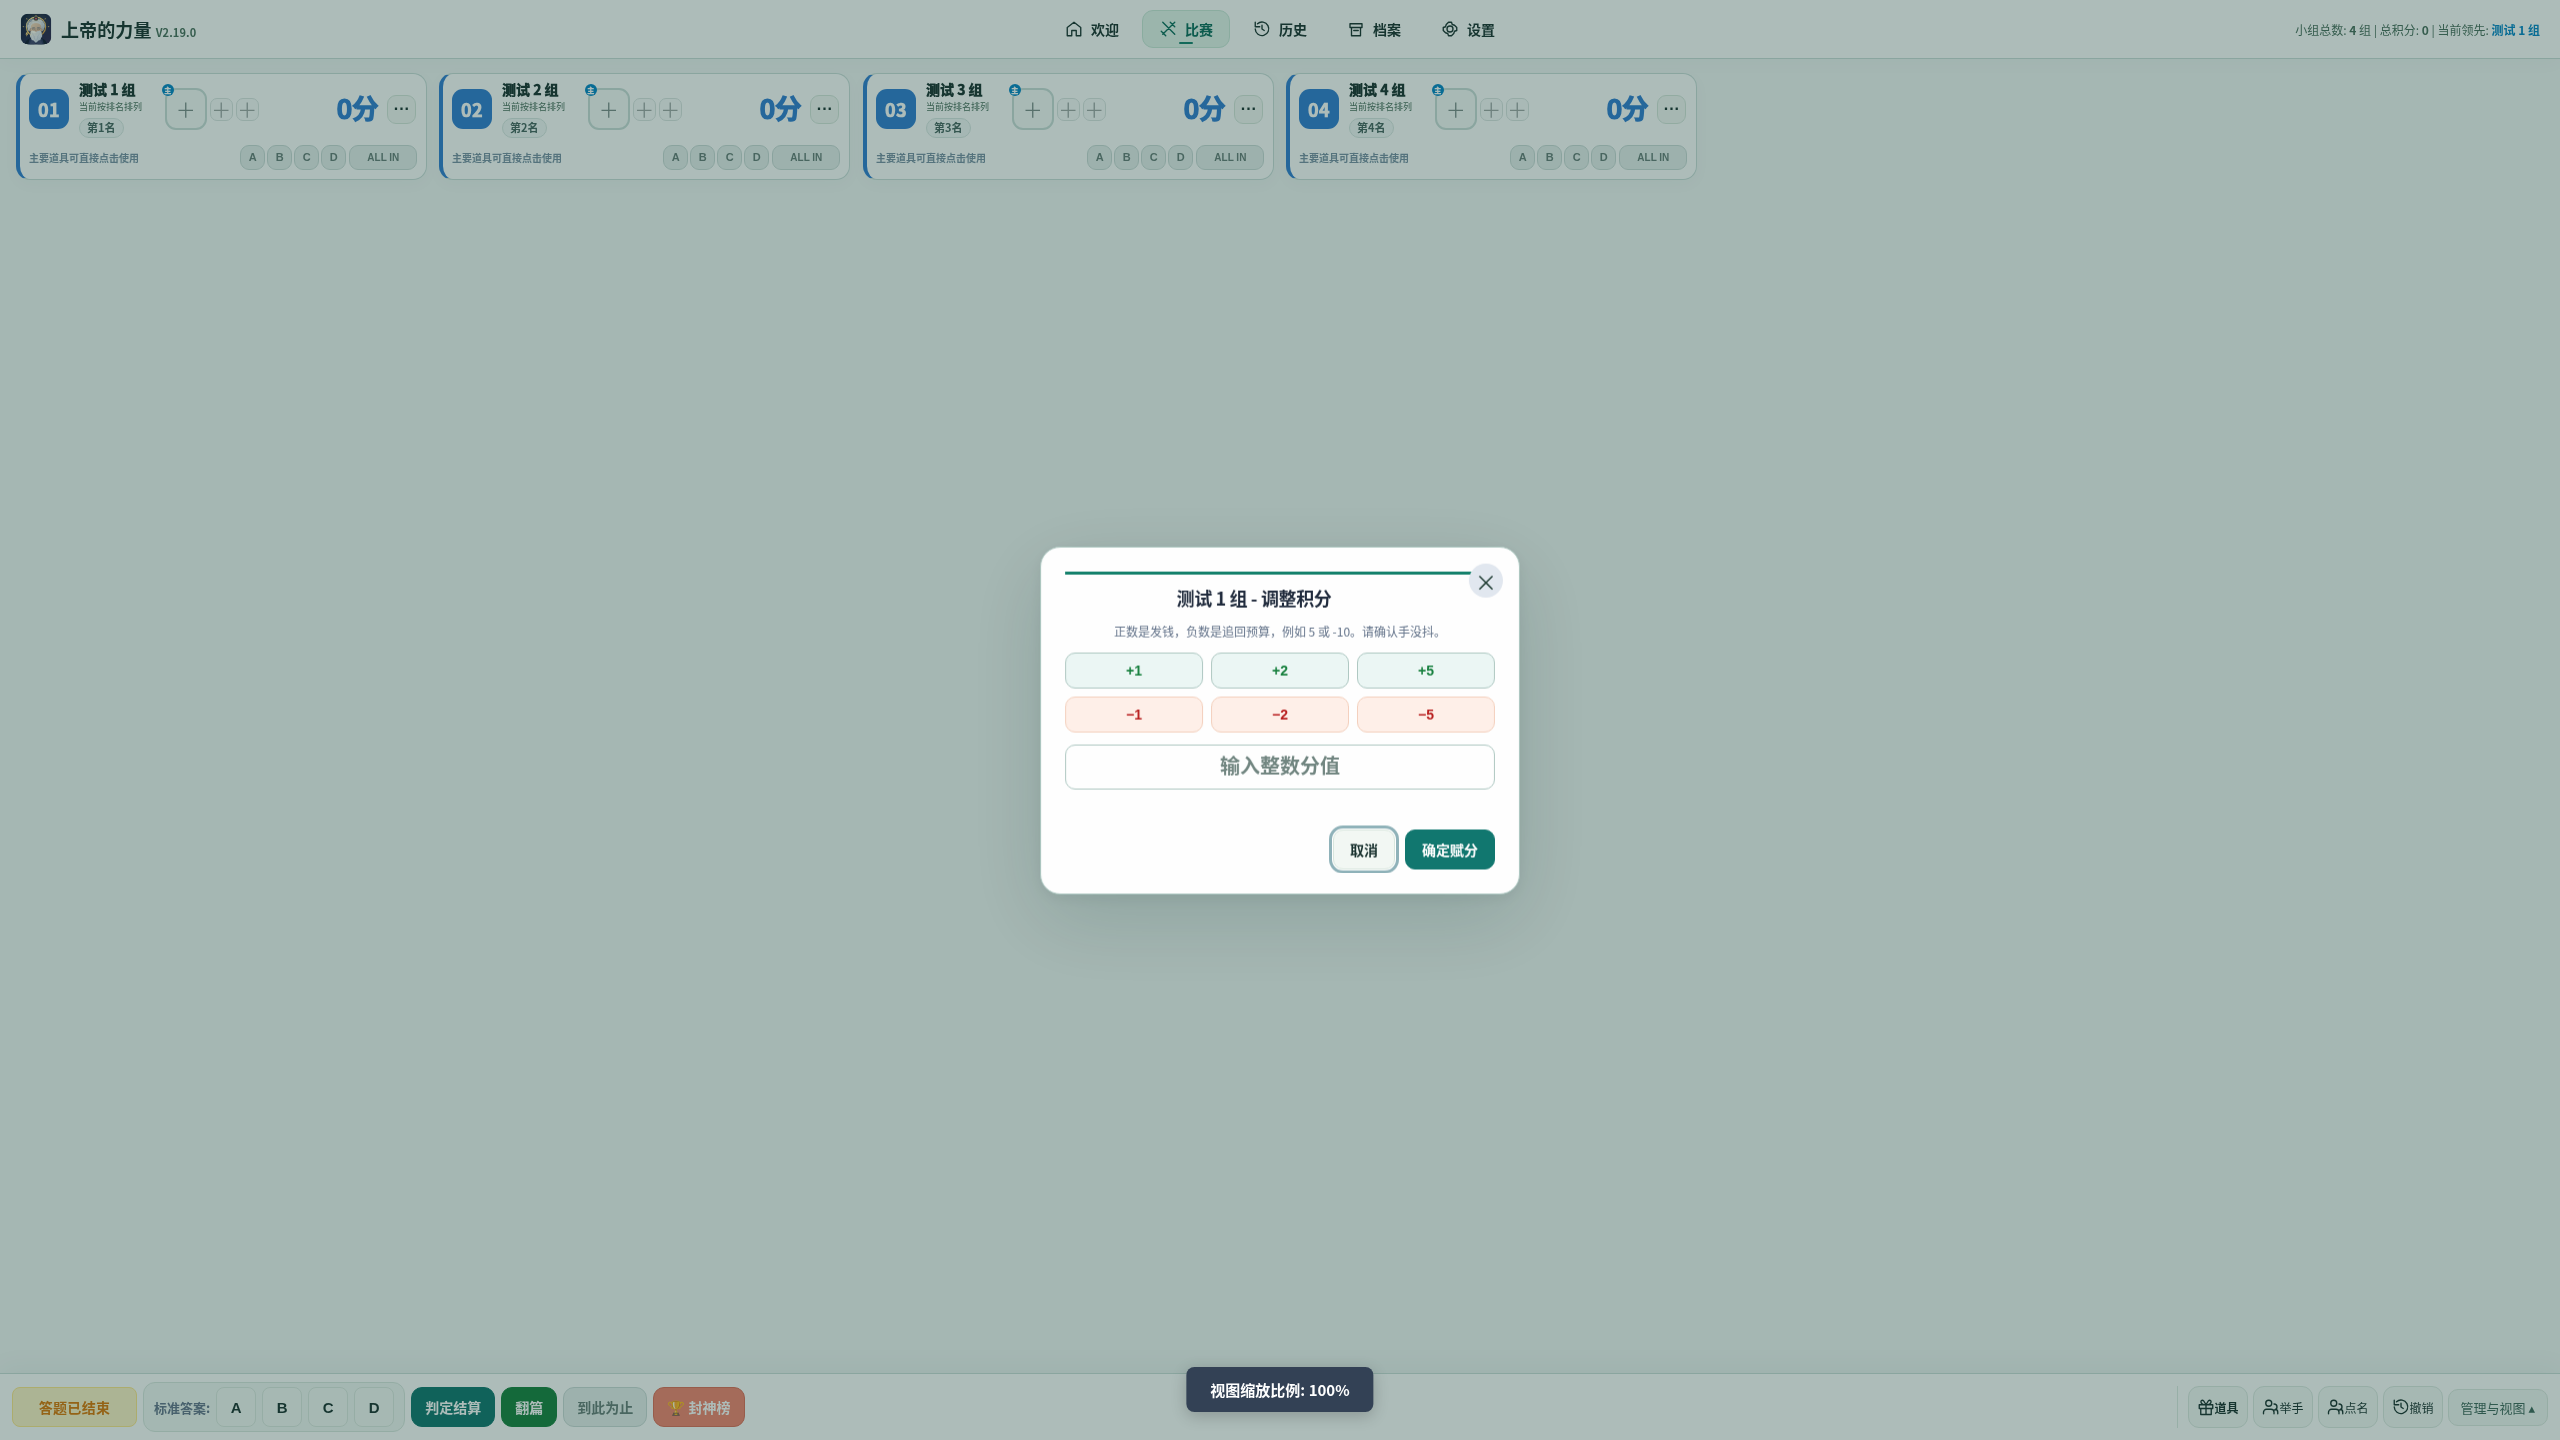 上帝的力量 V2.19.0
欢迎
比赛
历史
档案
设置
小组总数: 4 组 | 总积分: 0 | 当前领先: 测试 1 组
01
测试 1 组
当前按排名排列
第1名
主
0分
...
主要道具可直接点击使用
A B C D ALL IN
02
测试 2 组
当前按排名排列
第2名
主
0分
...
主要道具可直接点击使用
A B C D ALL IN
03
测试 3 组
当前按排名排列
第3名
主
0分
...
主要道具可直接点击使用
A B C D ALL IN
04
测试 4 组
当前按排名排列
第4名
主
0分
...
主要道具可直接点击使用
A B C D ALL IN
测试 1 组 - 调整积分
正数是发钱，负数是追回预算，例如 5 或 -10。请确认手没抖。
+1 +2 +5
−1 −2 −5
输入整数分值
取消 确定赋分
视图缩放比例: 100%
答题已结束
标准答案: A B C D
判定结算
翻篇
到此为止
🏆 封神榜
道具
举手
点名
撤销
管理与视图 ▴